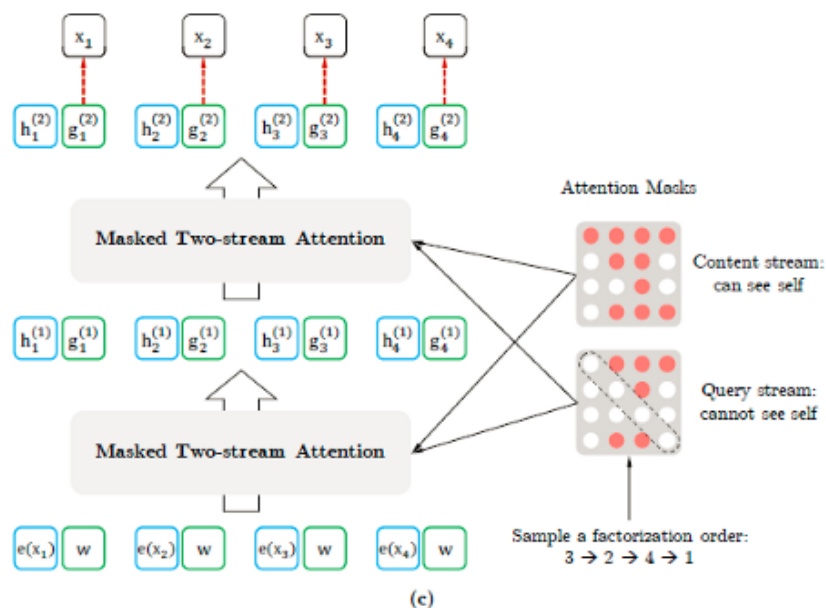 x₁ x₂ x₃ x₄
h₁⁽²⁾ g₁⁽²⁾ h₂⁽²⁾ g₂⁽²⁾ h₃⁽²⁾ g₃⁽²⁾ h₄⁽²⁾ g₄⁽²⁾
Attention Masks
Masked Two-stream Attention
Content stream:
can see self
h₁⁽¹⁾ g₁⁽¹⁾ h₂⁽¹⁾ g₂⁽¹⁾ h₃⁽¹⁾ g₃⁽¹⁾ h₄⁽¹⁾ g₄⁽¹⁾
Query stream:
cannot see self
Masked Two-stream Attention
e(x₁) w e(x₂) w e(x₃) w e(x₄) w
Sample a factorization order:
3 → 2 → 4 → 1
(c)